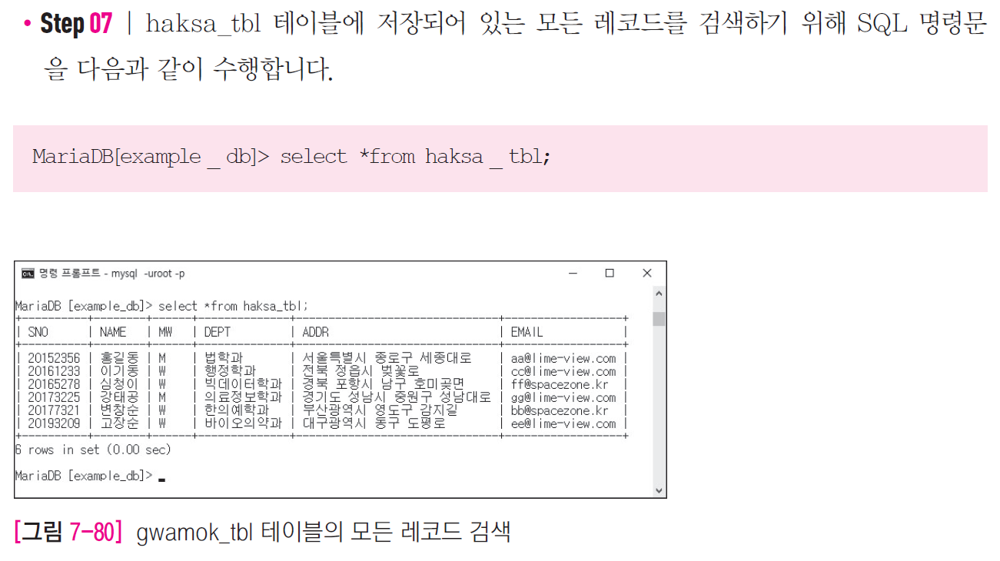 • Step 07 | haksa_tbl 테이블에 저장되어 있는 모든 레코드를 검색하기 위해 SQL 명령문
을 다음과 같이 수행합니다.
MariaDB[example _ db]> select *from haksa _ tbl;
명령 프롬프트 - mysql -uroot -p
MariaDB [example_db]> select *from haksa_tbl;
+----------+--------+------+--------------+--------------------------------+------------------+
| SNO | NAME | MW | DEPT | ADDR | EMAIL |
+----------+--------+------+--------------+--------------------------------+------------------+
| 20152356 | 홍길동 | M | 법학과 | 서울특별시 종로구 세종대로 | aa@lime-view.com |
| 20161233 | 이기동 | W | 행정학과 | 전북 정읍시 벚꽃로 | cc@lime-view.com |
| 20165278 | 심청이 | W | 빅데이터학과 | 경북 포항시 남구 호미곶면 | ff@spacezone.kr |
| 20173225 | 강태공 | M | 의료정보학과 | 경기도 성남시 중원구 성남대로 | gg@lime-view.com |
| 20177321 | 변창순 | W | 한의예학과 | 부산광역시 영도구 감지길 | bb@spacezone.kr |
| 20193209 | 고장순 | W | 바이오의약과 | 대구광역시 동구 도평로 | ee@lime-view.com |
+----------+--------+------+--------------+--------------------------------+------------------+
6 rows in set (0.00 sec)
MariaDB [example_db]> _
[그림 7-80] gwamok_tbl 테이블의 모든 레코드 검색